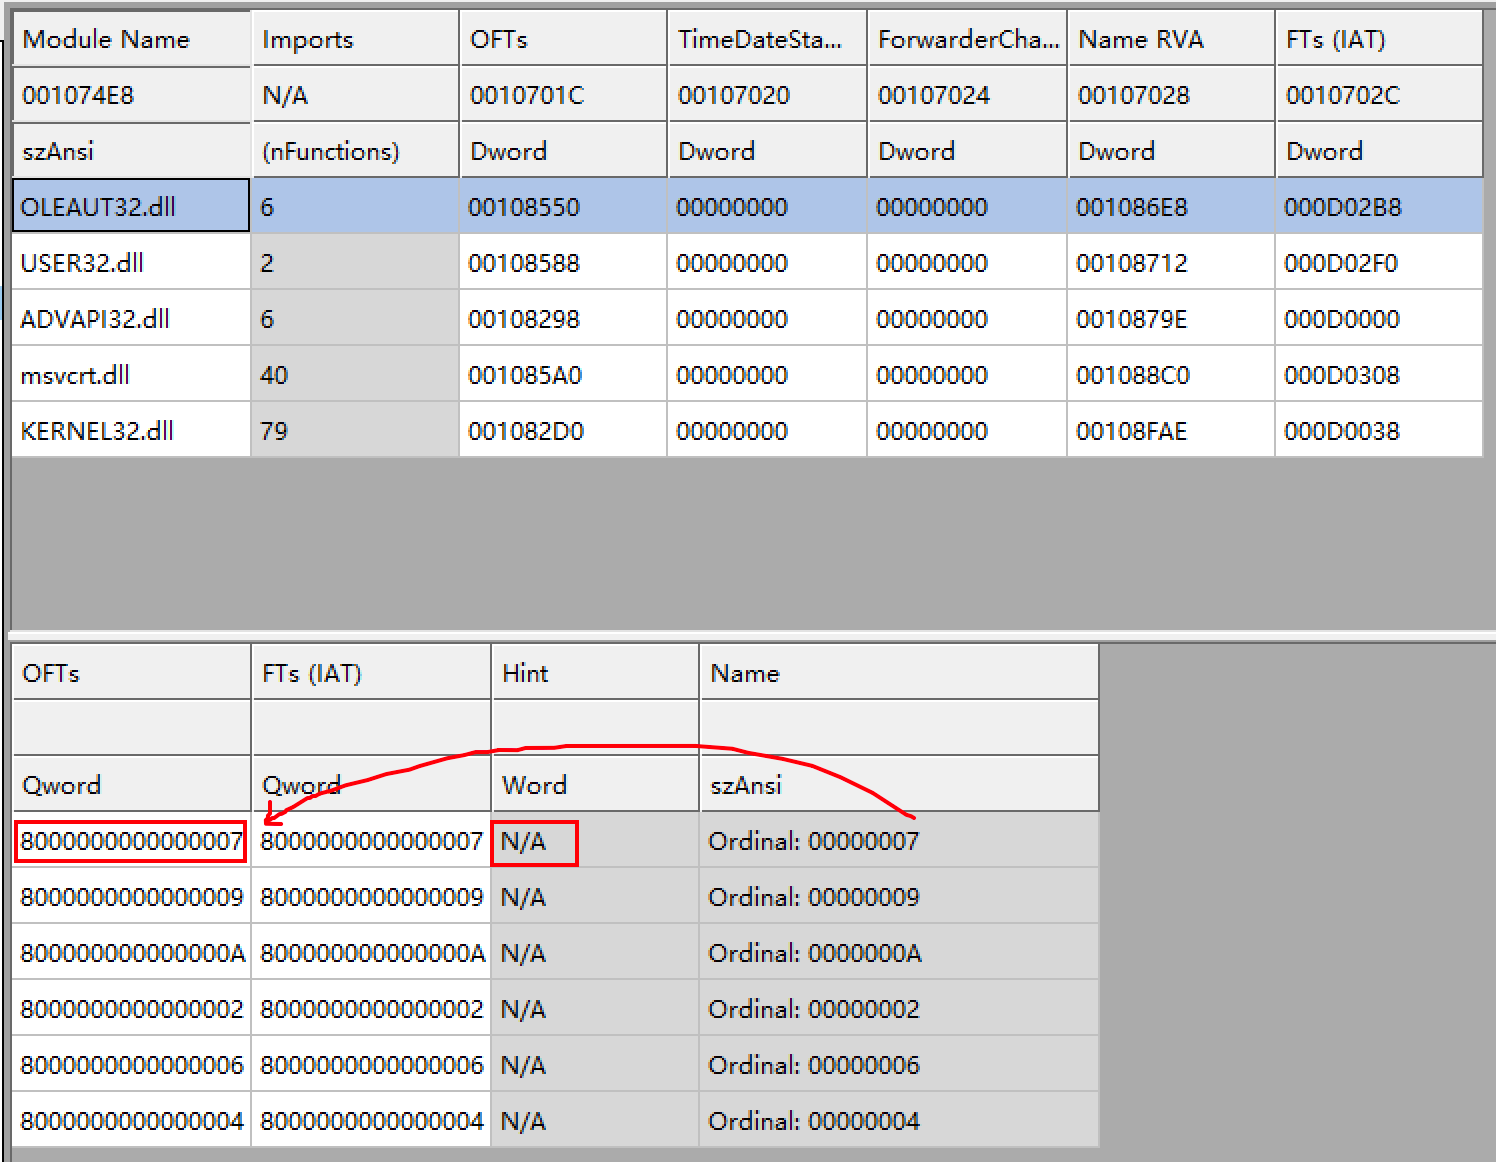 Module Name Imports OFTs TimeDateSta... ForwarderCha... Name RVA FTs (IAT)
001074E8 N/A 0010701C 00107020 00107024 00107028 0010702C
szAnsi (nFunctions) Dword Dword Dword Dword Dword
OLEAUT32.dll 6 00108550 00000000 00000000 001086E8 000D02B8
USER32.dll 2 00108588 00000000 00000000 00108712 000D02F0
ADVAPI32.dll 6 00108298 00000000 00000000 0010879E 000D0000
msvcrt.dll 40 001085A0 00000000 00000000 001088C0 000D0308
KERNEL32.dll 79 001082D0 00000000 00000000 00108FAE 000D0038
OFTs FTs (IAT) Hint Name
Qword Qword Word szAnsi
8000000000000007 8000000000000007 N/A Ordinal: 00000007
8000000000000009 8000000000000009 N/A Ordinal: 00000009
800000000000000A 800000000000000A N/A Ordinal: 0000000A
8000000000000002 8000000000000002 N/A Ordinal: 00000002
8000000000000006 8000000000000006 N/A Ordinal: 00000006
8000000000000004 8000000000000004 N/A Ordinal: 00000004